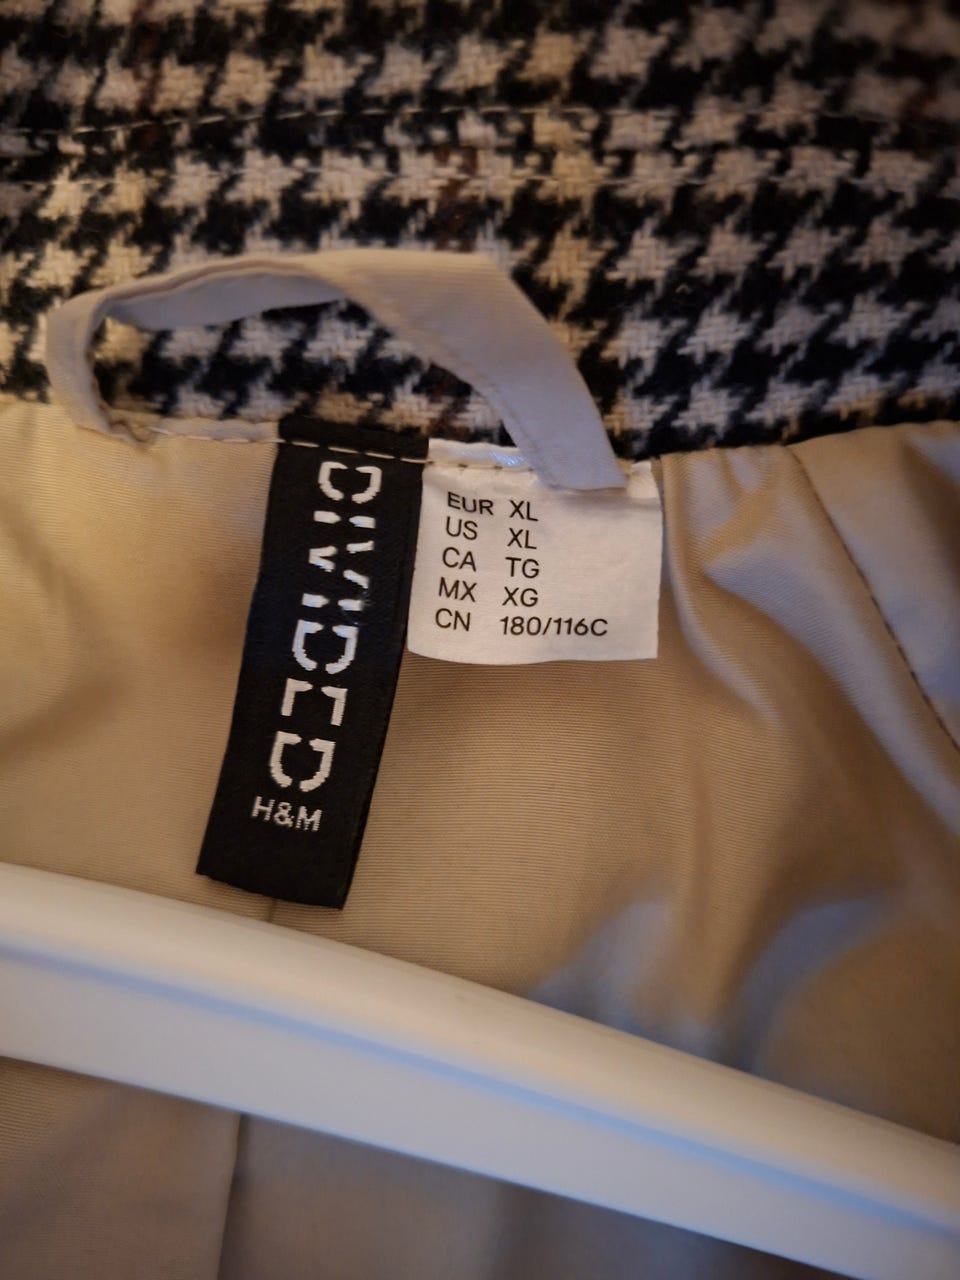 DIVIDED
H&M
EUR XL
US XL
CA TG
MX XG
CN 180/116C